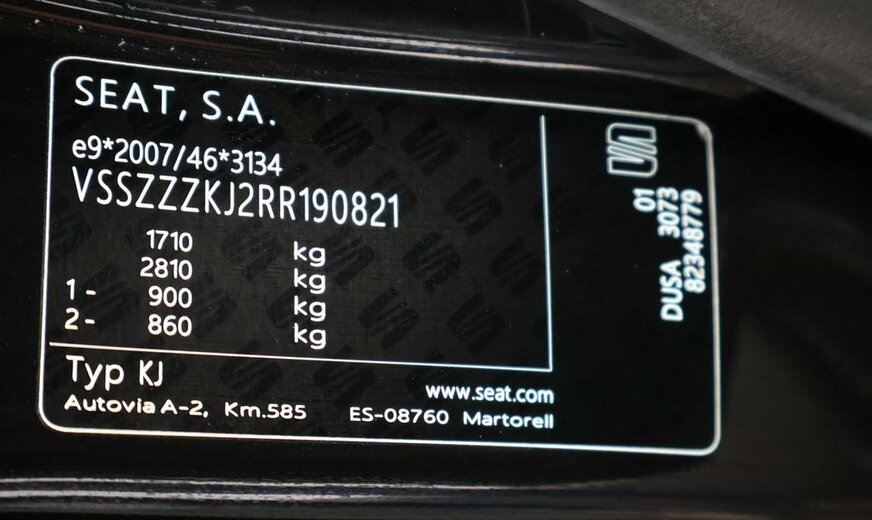 SEAT, S.A.
e9*2007/46*3134
VSSZZZKJ2RR190821
1710 kg
2810 kg
1- 900 kg
2- 860 kg
Typ KJ
www.seat.com
Autovia A-2, Km.585 ES-08760 Martorell
01
DUSA 3073
82348779